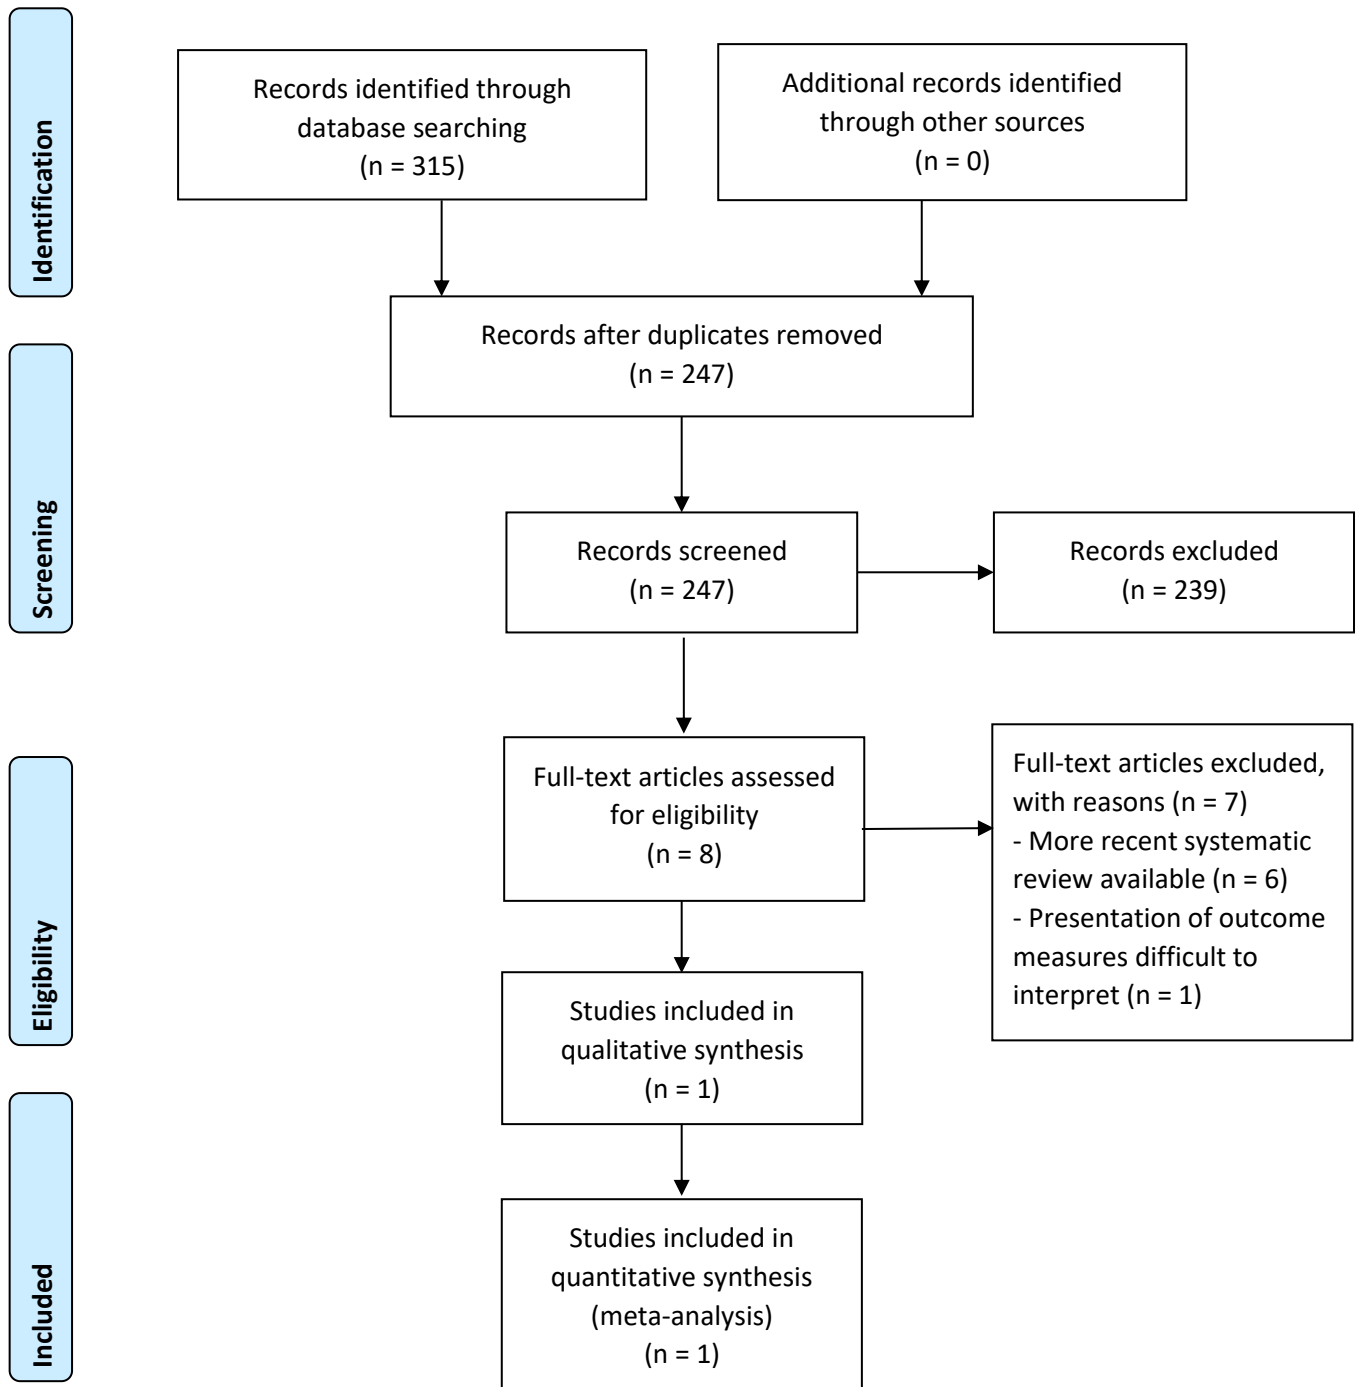 Identification
Records identified through
database searching
(n = 315)
Additional records identified
through other sources
(n = 0)
Records after duplicates removed
(n = 247)
Screening
Records screened
(n = 247)
Records excluded
(n = 239)
Eligibility
Full-text articles assessed
for eligibility
(n = 8)
Full-text articles excluded,
with reasons (n = 7)
- More recent systematic
review available (n = 6)
- Presentation of outcome
measures difficult to
interpret (n = 1)
Studies included in
qualitative synthesis
(n = 1)
Included
Studies included in
quantitative synthesis
(meta-analysis)
(n = 1)